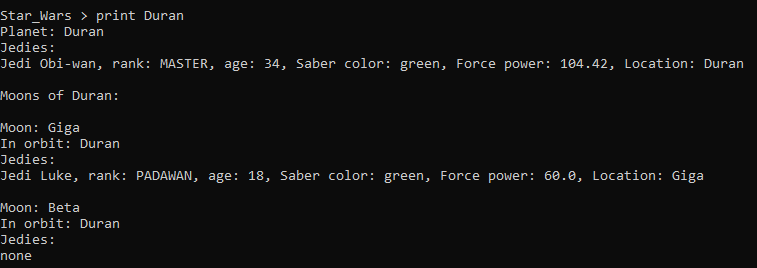 Star_Wars > print Duran
Planet: Duran
Jedies:
Jedi Obi-wan, rank: MASTER, age: 34, Saber color: green, Force power: 104.42, Location: Duran
Moons of Duran:
Moon: Giga
In orbit: Duran
Jedies:
Jedi Luke, rank: PADAWAN, age: 18, Saber color: green, Force power: 60.0, Location: Giga
Moon: Beta
In orbit: Duran
Jedies:
none